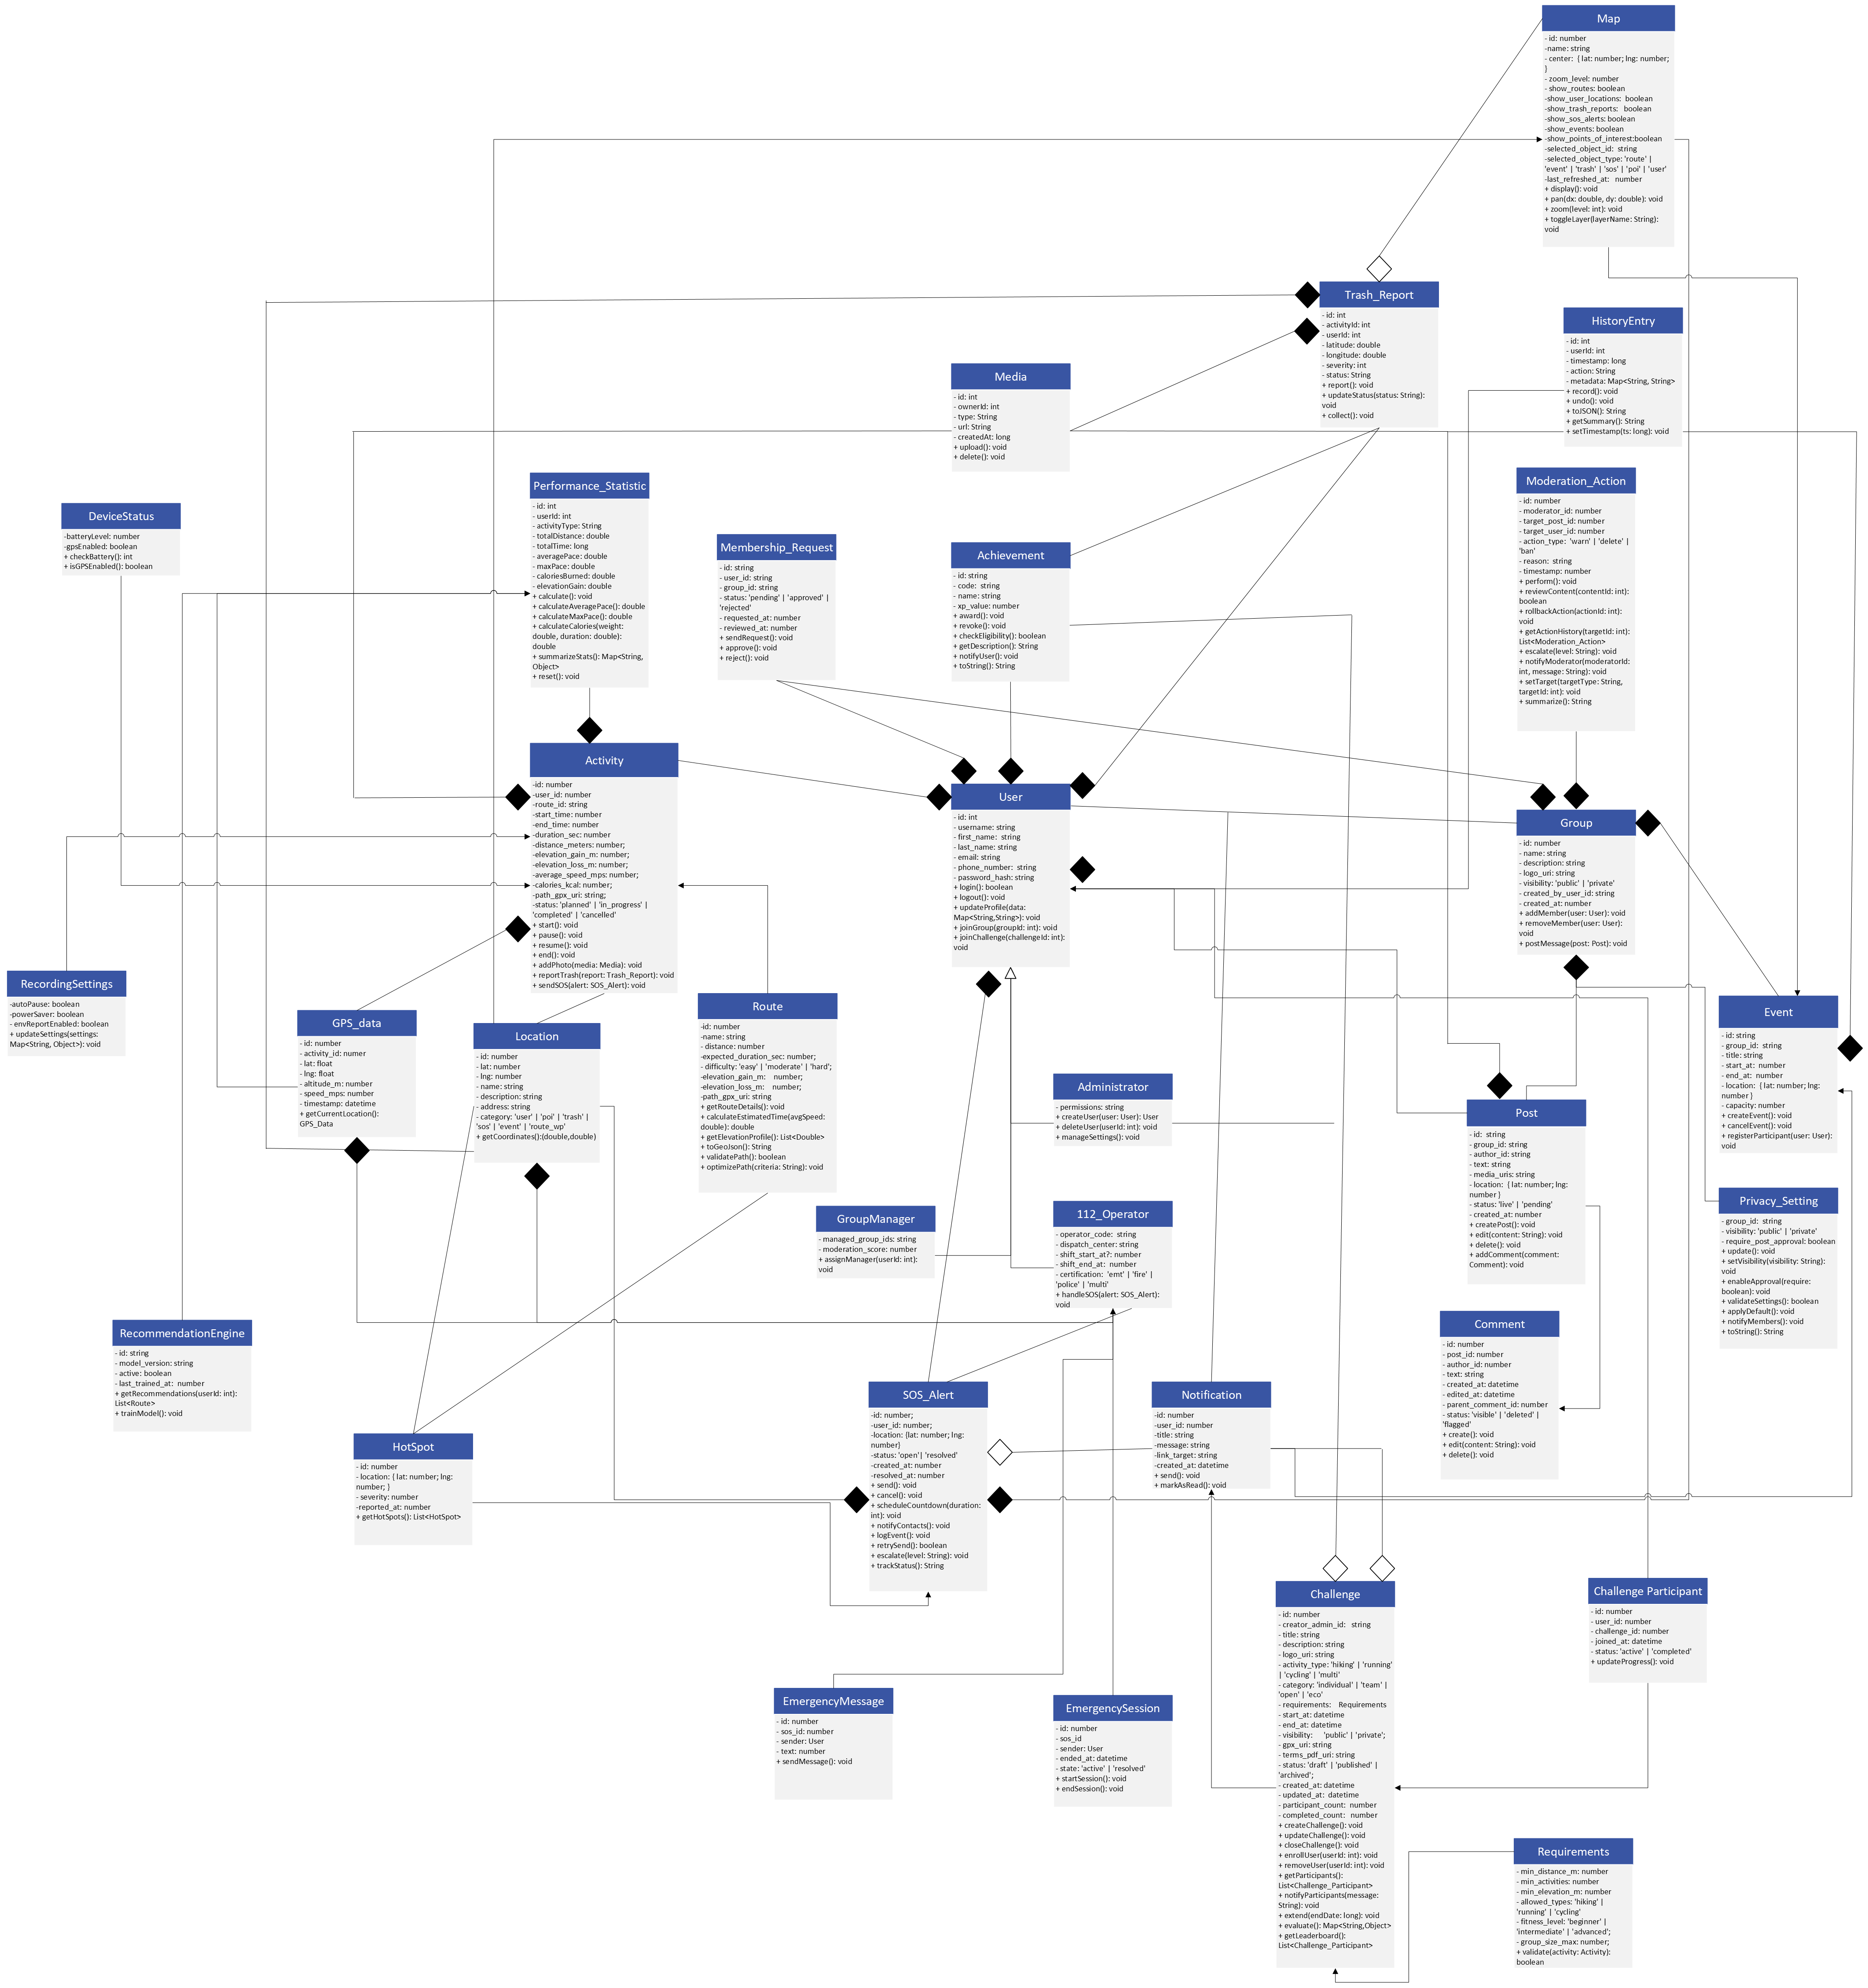 Map
- id: number
-name: string
- center:  { lat: number; lng: number;
}
- zoom_level: number
- show_routes: boolean
-show_user_locations:  boolean
-show_trash_reports:   boolean
-show_sos_alerts: boolean
-show_events: boolean
-show_points_of_interest:boolean
-selected_object_id:  string
-selected_object_type: 'route' |
'event' | 'trash' | 'sos' | 'poi' | 'user'
-last_refreshed_at:   number
+ display(): void
+ pan(dx: double, dy: double): void
+ zoom(level: int): void
+ toggleLayer(layerName: String):
void
Trash_Report
- id: int
- activityId: int
- userId: int
- latitude: double
- longitude: double
- severity: int
- status: String
+ report(): void
+ updateStatus(status: String):
void
+ collect(): void
HistoryEntry
- id: int
- userId: int
- timestamp: long
- action: String
- metadata: Map<String, String>
+ record(): void
+ undo(): void
+ toJSON(): String
+ getSummary(): String
+ setTimestamp(ts: long): void
Media
- id: int
- ownerId: int
- type: String
- url: String
- createdAt: long
+ upload(): void
+ delete(): void
Performance_Statistic
- id: int
- userId: int
- activityType: String
- totalDistance: double
- totalTime: long
- averagePace: double
- maxPace: double
- caloriesBurned: double
- elevationGain: double
+ calculate(): void
+ calculateAveragePace(): double
+ calculateMaxPace(): double
+ calculateCalories(weight:
double, duration: double):
double
+ summarizeStats(): Map<String,
Object>
+ reset(): void
DeviceStatus
-batteryLevel: number
-gpsEnabled: boolean
+ checkBattery(): int
+ isGPSEnabled(): boolean
Membership_Request
- id: string
- user_id: string
- group_id: string
- status: 'pending' | 'approved' |
'rejected'
- requested_at: number
- reviewed_at: number
+ sendRequest(): void
+ approve(): void
+ reject(): void
Achievement
- id: string
- code:  string
- name: string
- xp_value: number
+ award(): void
+ revoke(): void
+ checkEligibility(): boolean
+ getDescription(): String
+ notifyUser(): void
+ toString(): String
Moderation_Action
- id: number
- moderator_id: number
- target_post_id: number
- target_user_id: number
- action_type:  'warn' | 'delete' |
'ban'
- reason:  string
- timestamp: number
+ perform(): void
+ reviewContent(contentId: int):
boolean
+ rollbackAction(actionId: int):
void
+ getActionHistory(targetId: int):
List<Moderation_Action>
+ escalate(level: String): void
+ notifyModerator(moderatorId:
int, message: String): void
+ setTarget(targetType: String,
targetId: int): void
+ summarize(): String
Activity
-id: number
-user_id: number
-route_id: string
-start_time: number
-end_time: number
-duration_sec: number
-distance_meters: number;
-elevation_gain_m: number;
-elevation_loss_m: number;
-average_speed_mps: number;
-calories_kcal: number;
-path_gpx_uri: string;
-status: 'planned' | 'in_progress' |
'completed' | 'cancelled'
+ start(): void
+ pause(): void
+ resume(): void
+ end(): void
+ addPhoto(media: Media): void
+ reportTrash(report: Trash_Report): void
+ sendSOS(alert: SOS_Alert): void
User
- id: int
- username: string
- first_name:  string
- last_name: string
- email: string
- phone_number:  string
- password_hash: string
+ login(): boolean
+ logout(): void
+ updateProfile(data:
Map<String,String>): void
+ joinGroup(groupId: int): void
+ joinChallenge(challengeId: int):
void
Group
- id: number
- name: string
- description: string
- logo_uri: string
- visibility: 'public' | 'private'
- created_by_user_id: string
- created_at: number
+ addMember(user: User): void
+ removeMember(user: User):
void
+ postMessage(post: Post): void
RecordingSettings
-autoPause: boolean
-powerSaver: boolean
- envReportEnabled: boolean
+ updateSettings(settings:
Map<String, Object>): void
GPS_data
- id: number
- activity_id: numer
- lat: float
- lng: float
- altitude_m: number
- speed_mps: number
- timestamp: datetime
+ getCurrentLocation():
GPS_Data
Location
- id: number
- lat: number
- lng: number
- name: string
- description: string
- address: string
- category: 'user' | 'poi' | 'trash' |
'sos' | 'event' | 'route_wp'
+ getCoordinates():(double,double)
Route
-id: number
-name: string
- distance: number
-expected_duration_sec: number;
- difficulty: 'easy' | 'moderate' | 'hard';
-elevation_gain_m:    number;
-elevation_loss_m:    number;
-path_gpx_uri: string
+ getRouteDetails(): void
+ calculateEstimatedTime(avgSpeed:
double): double
+ getElevationProfile(): List<Double>
+ toGeoJson(): String
+ validatePath(): boolean
+ optimizePath(criteria: String): void
Event
- id: string
- group_id:  string
- title: string
- start_at:  number
- end_at:  number
- location:  { lat: number; lng:
number }
- capacity: number
+ createEvent(): void
+ cancelEvent(): void
+ registerParticipant(user: User):
void
Administrator
- permissions: string
+ createUser(user: User): User
+ deleteUser(userId: int): void
+ manageSettings(): void
Post
- id:  string
- group_id: string
- author_id: string
- text: string
- media_uris: string
- location:  { lat: number; lng:
number }
- status: 'live' | 'pending'
- created_at: number
+ createPost(): void
+ edit(content: String): void
+ delete(): void
+ addComment(comment:
Comment): void
GroupManager
- managed_group_ids: string
- moderation_score: number
+ assignManager(userId: int):
void
112_Operator
- operator_code:  string
- dispatch_center: string
- shift_start_at?: number
- shift_end_at:  number
- certification:  'emt' | 'fire' |
'police' | 'multi'
+ handleSOS(alert: SOS_Alert):
void
Privacy_Setting
- group_id:  string
- visibility: 'public' | 'private'
- require_post_approval: boolean
+ update(): void
+ setVisibility(visibility: String):
void
+ enableApproval(require:
boolean): void
+ validateSettings(): boolean
+ applyDefault(): void
+ notifyMembers(): void
+ toString(): String
RecommendationEngine
- id: string
- model_version: string
- active: boolean
- last_trained_at:  number
+ getRecommendations(userId: int):
List<Route>
+ trainModel(): void
Comment
- id: number
- post_id: number
- author_id: number
- text: string
- created_at: datetime
- edited_at: datetime
- parent_comment_id: number
- status: 'visible' | 'deleted' |
'flagged'
+ create(): void
+ edit(content: String): void
+ delete(): void
HotSpot
- id: number
- location: { lat: number; lng:
number; }
- severity: number
-reported_at: number
+ getHotSpots(): List<HotSpot>
SOS_Alert
-id: number;
-user_id: number;
-location: {lat: number; lng:
number}
-status: 'open'| 'resolved'
-created_at: number
-resolved_at: number
+ send(): void
+ cancel(): void
+ scheduleCountdown(duration:
int): void
+ notifyContacts(): void
+ logEvent(): void
+ retrySend(): boolean
+ escalate(level: String): void
+ trackStatus(): String
Notification
-id: number
-user_id: number
-title: string
-message: string
-link_target: string
-created_at: datetime
+ send(): void
+ markAsRead(): void
Challenge
- id: number
- creator_admin_id:   string
- title: string
- description: string
- logo_uri: string
- activity_type: 'hiking' | 'running'
| 'cycling' | 'multi'
- category: 'individual' | 'team' |
'open' | 'eco'
- requirements:    Requirements
- start_at: datetime
- end_at: datetime
- visibility:      'public' | 'private';
- gpx_uri: string
- terms_pdf_uri: string
- status: 'draft' | 'published' |
'archived';
- created_at: datetime
- updated_at:  datetime
- participant_count:  number
- completed_count:   number
+ createChallenge(): void
+ updateChallenge(): void
+ closeChallenge(): void
+ enrollUser(userId: int): void
+ removeUser(userId: int): void
+ getParticipants():
List<Challenge_Participant>
+ notifyParticipants(message:
String): void
+ extend(endDate: long): void
+ evaluate(): Map<String,Object>
+ getLeaderboard():
List<Challenge_Participant>
Challenge Participant
- id: number
- user_id: number
- challenge_id: number
- joined_at: datetime
- status: 'active' | 'completed'
+ updateProgress(): void
EmergencyMessage
- id: number
- sos_id: number
- sender: User
- text: number
+ sendMessage(): void
EmergencySession
- id: number
- sos_id
- sender: User
- ended_at: datetime
- state: 'active' | 'resolved'
+ startSession(): void
+ endSession(): void
Requirements
- min_distance_m: number
- min_activities: number
- min_elevation_m: number
- allowed_types: 'hiking' |
'running' | 'cycling'
- fitness_level: 'beginner' |
'intermediate' | 'advanced';
- group_size_max: number;
+ validate(activity: Activity):
boolean